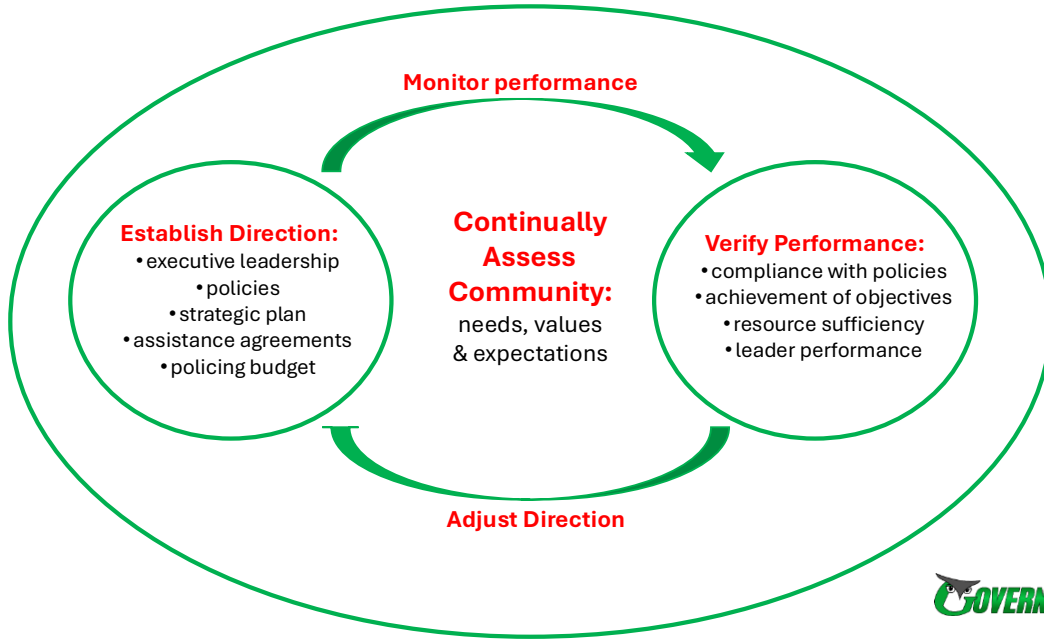 Monitor performance
Establish Direction:
• executive leadership
• policies
• strategic plan
• assistance agreements
• policing budget
Continually
Assess
Community:
needs, values
& expectations
Verify Performance:
• compliance with policies
• achievement of objectives
• resource sufficiency
• leader performance
Adjust Direction
GOVERN